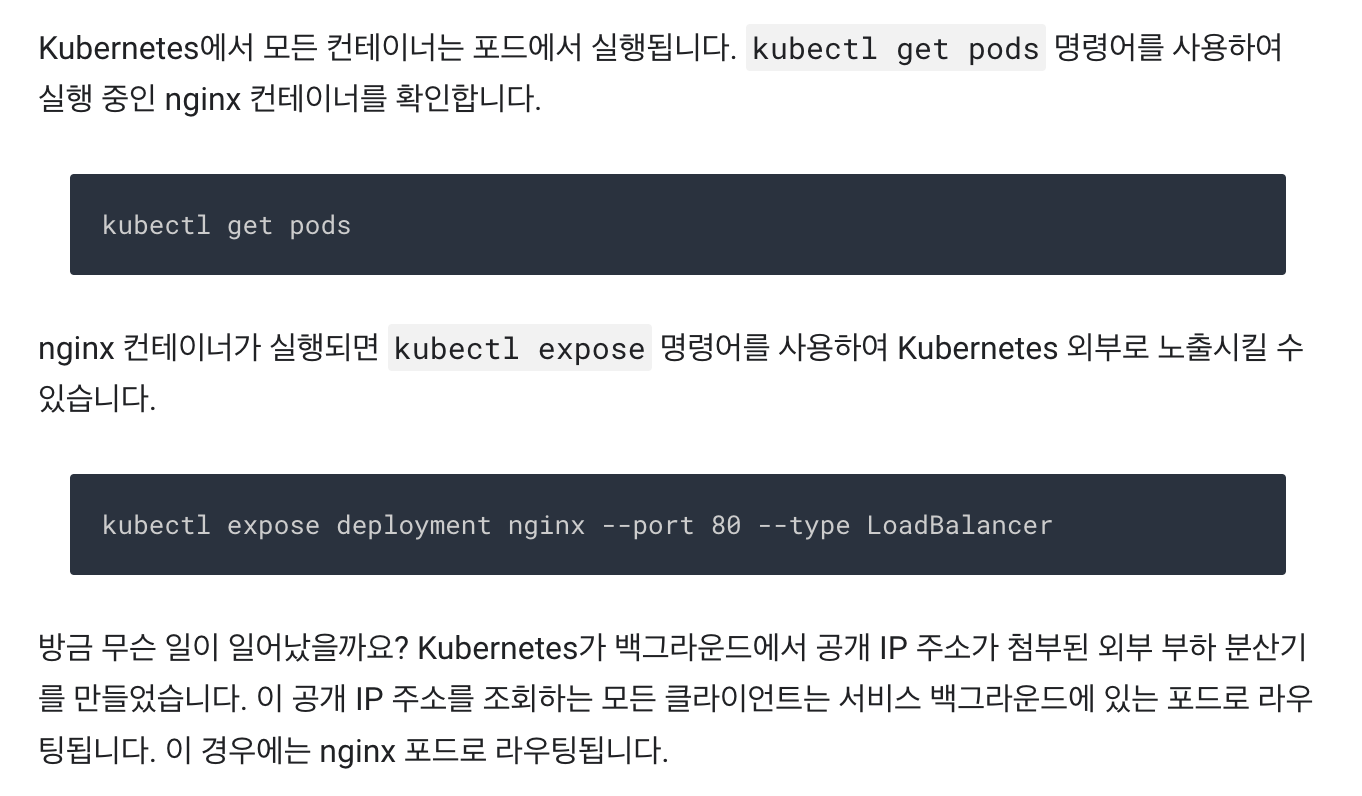 Kubernetes에서 모든 컨테이너는 포드에서 실행됩니다. kubectl get pods 명령어를 사용하여
실행 중인 nginx 컨테이너를 확인합니다.
kubectl get pods
nginx 컨테이너가 실행되면 kubectl expose 명령어를 사용하여 Kubernetes 외부로 노출시킬 수
있습니다.
kubectl expose deployment nginx --port 80 --type LoadBalancer
방금 무슨 일이 일어났을까요? Kubernetes가 백그라운드에서 공개 IP 주소가 첨부된 외부 부하 분산기
를 만들었습니다. 이 공개 IP 주소를 조회하는 모든 클라이언트는 서비스 백그라운드에 있는 포드로 라우
팅됩니다. 이 경우에는 nginx 포드로 라우팅됩니다.